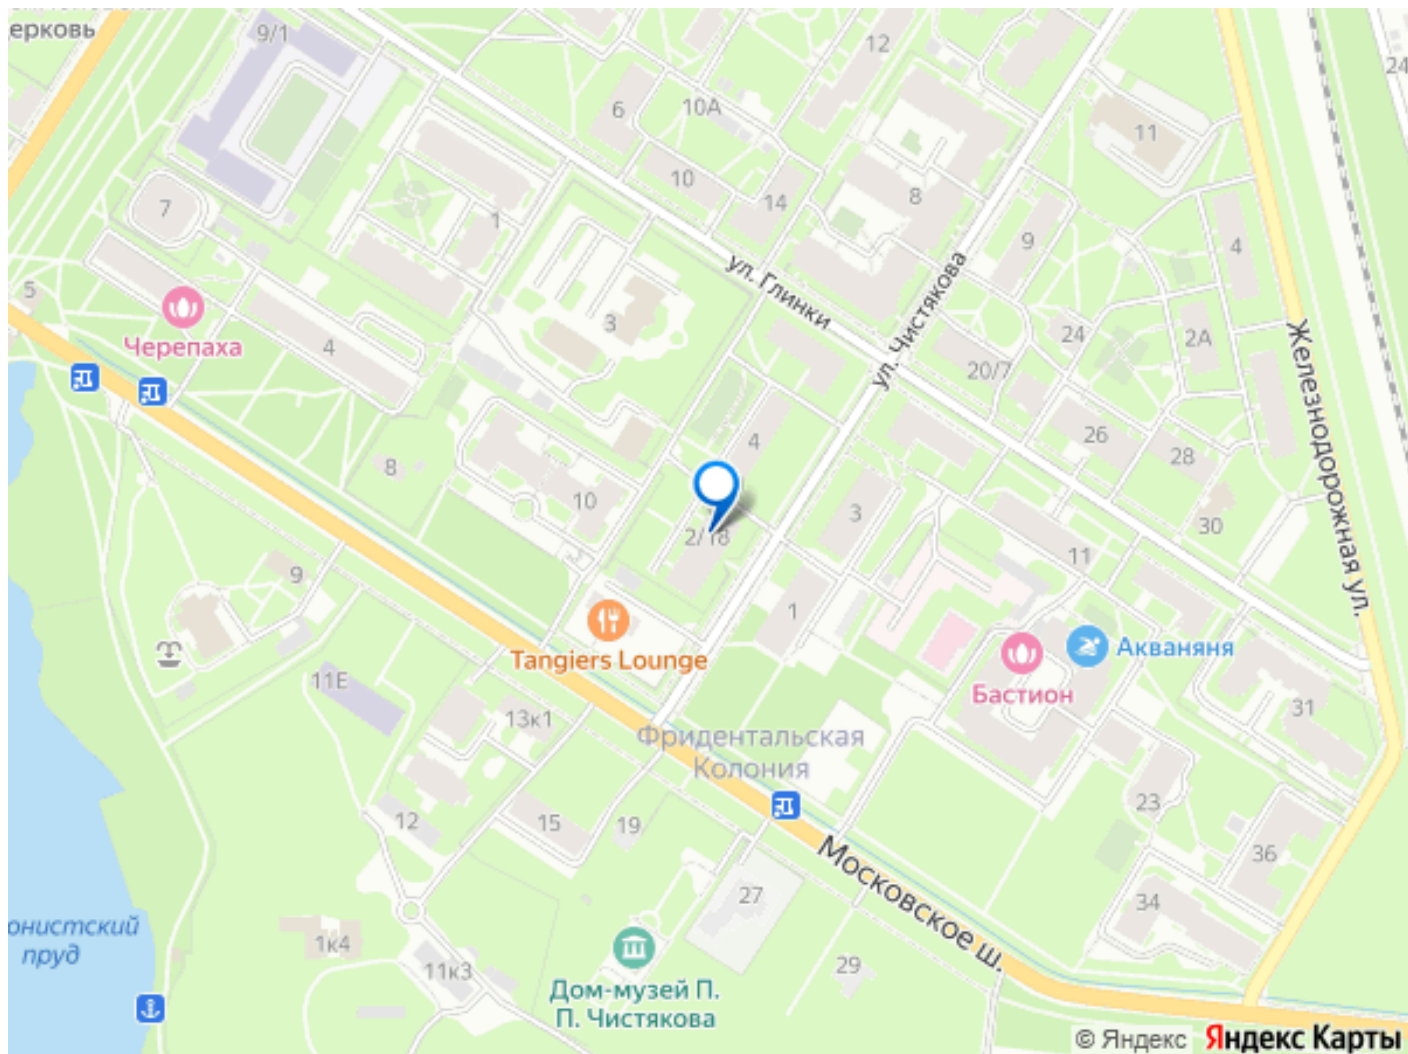 ерковь
9/1
12
24
6
10А
11
10
14
8
7
1
9
4
ул. Глинки
ул. Чистякова
5
Черепаха
4
3
24
2А
20/7
Железнодорожная ул.
4
26
28
8
10
3
30
2/18
11
9
1
Tangiers Lounge
Акваняня
Бастион
11Е
13к1
31
Фридентальская
Колония
12
15
19
23
36
Московское ш.
27
34
онистский
пруд
1к4
11к3
29
Дом-музей П.
П. Чистякова
© Яндекс Яндекс Карты